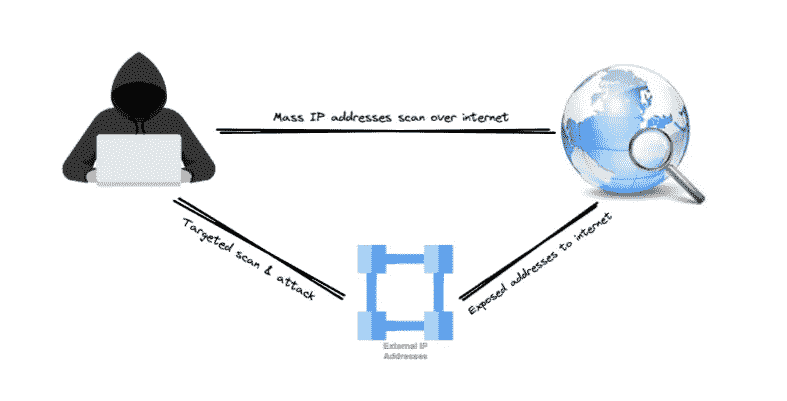 Mass IP addresses scan over internet
Targeted scan & attack
Exposed addresses to internet
External IP
Addresses